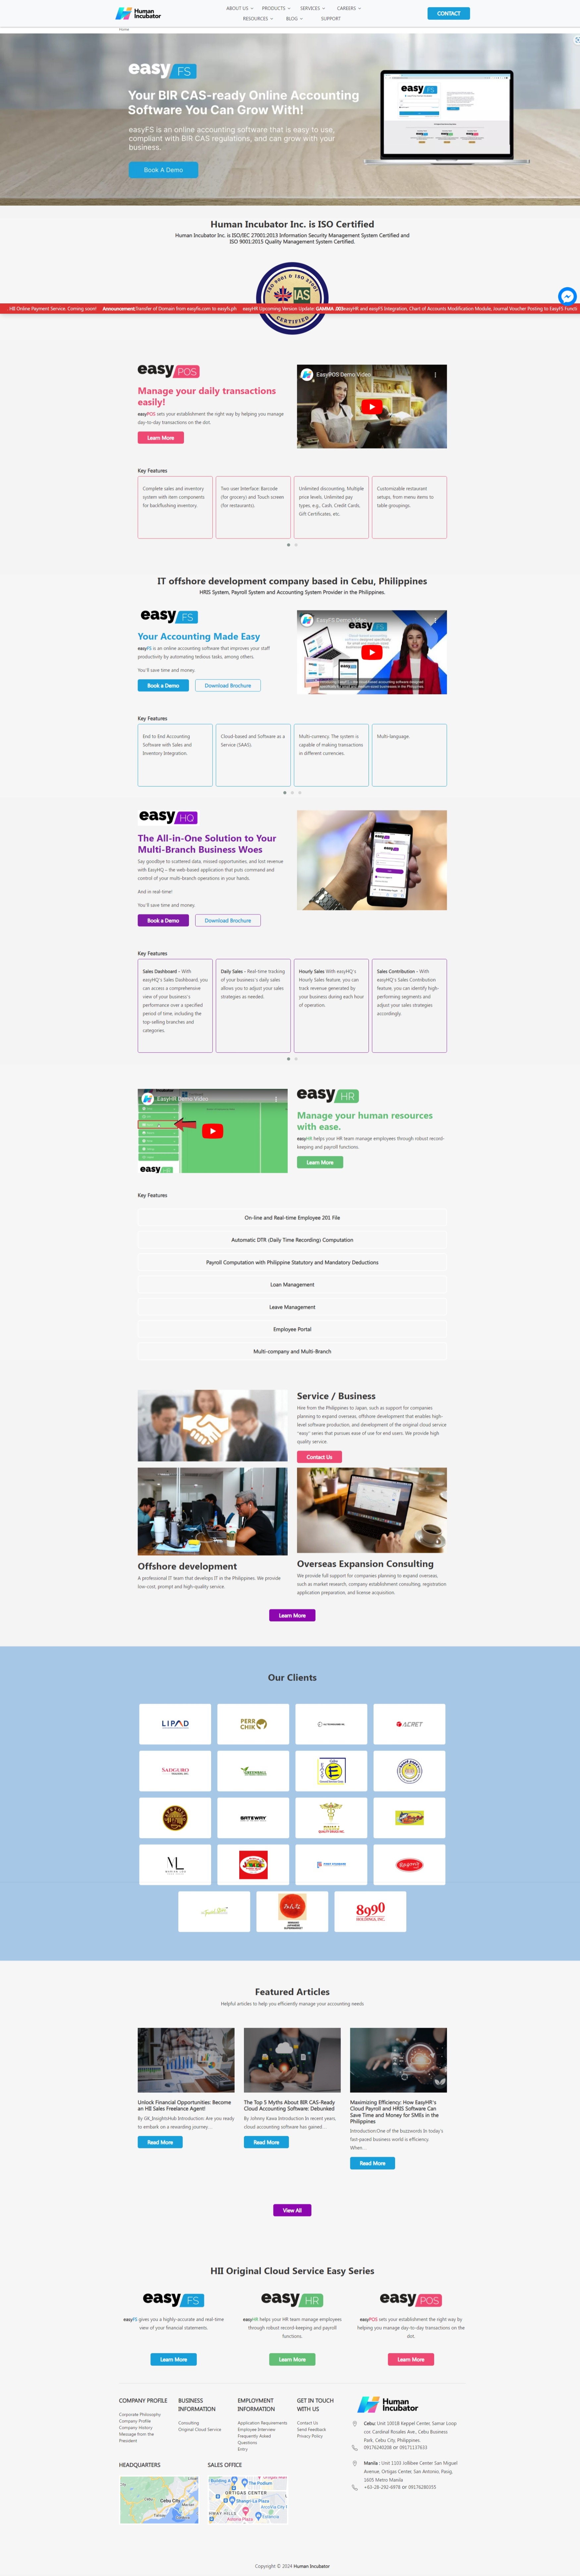 Human
Incubator
ABOUT US
PRODUCTS
SERVICES
CAREERS
RESOURCES
BLOG
SUPPORT
CONTACT
Home
easy FS
Your BIR CAS-ready Online Accounting
Software You Can Grow With!
easyFS is an online accounting software that is easy to use,
compliant with BIR CAS regulations, and can grow with your
business.
Book A Demo
Human Incubator Inc. is ISO Certified
Human Incubator Inc. is ISO/IEC 27001:2013 Information Security Management System Certified and
ISO 9001:2015 Quality Management System Certified.
IAS
CERTIFIED
HII Online Payment Service. Coming soon! Announcement: Transfer of Domain from easyfis.com to easyfs.ph easyHR Upcoming Version Update: GAMMA .003 easyHR and easyFS Integration, Chart of Accounts Modification Module, Journal Voucher Posting to EasyFS Funds
easy POS
Manage your daily transactions
easily!
easyPOS sets your establishment the right way by helping you manage
day-to-day transactions on the dot.
Learn More
EasyPOS Demo Video
Key Features
Complete sales and inventory
system with item components
for backflushing inventory.
Two user Interface: Barcode
(for grocery) and Touch screen
(for restaurants).
Unlimited discounting, Multiple
price levels, Unlimited pay
types, e.g., Cash, Credit Cards,
Gift Certificates, etc.
Customizable restaurant
setups, from menu items to
table groupings.
IT offshore development company based in Cebu, Philippines
HRIS System, Payroll System and Accounting System Provider in the Philippines.
easy FS
Your Accounting Made Easy
easyFS is an online accounting software that improves your staff
productivity by automating tedious tasks, among others.
You'll save time and money.
Book a Demo
Download Brochure
Key Features
End to End Accounting
Software with Sales and
Inventory Integration.
Cloud-based and Software as a
Service (SAAS).
Multi-currency. The system is
capable of making transactions
in different currencies.
Multi-language
easy HQ
The All-in-One Solution to Your
Multi-Branch Business Woes
Say goodbye to scattered data, missed opportunities, and lost revenue
with EasyHQ – the web-based application that puts command and
control of your multi-branch operations in your hands.
And in real-time!
You'll save time and money.
Book a Demo
Download Brochure
Key Features
Sales Dashboard - With
easyHQ's Sales Dashboard, you
can access a comprehensive
view of your business's
performance over a specified
period of time, including the
top-selling branches and
categories.
Daily Sales - Real-time tracking
of your business's daily sales
allows you to adjust your sales
strategies as needed.
Hourly Sales With easyHQ's
Hourly Sales feature, you can
track revenue generated by
your business during each hour
of operation.
Sales Contribution - With
easyHQ's Sales Contribution
feature, you can identify high-
performing segments and
adjust your sales strategies
accordingly.
EasyHR Demo Video
easy HR
Manage your human resources
with ease.
easyHR helps your HR team manage employees through robust record-
keeping and payroll functions.
Learn More
Key Features
On-line and Real-time Employee 201 File
Automatic DTR (Daily Time Recording) Computation
Payroll Computation with Philippine Statutory and Mandatory Deductions
Loan Management
Leave Management
Employee Portal
Multi-company and Multi-Branch
Service / Business
Hire from the Philippines to Japan, such as support for companies
planning to expand overseas, offshore development that enables high-
level software production, and development of the original cloud service
"easy" series that pursues ease of use for end users. We provide high
quality service.
Contact Us
Offshore development
A professional IT team that develops IT in the Philippines. We provide
low-cost, prompt and high-quality service.
Overseas Expansion Consulting
We provide full support for companies planning to expand overseas,
such as market research, company establishment consulting, registration
application preparation, and license acquisition.
Learn More
Our Clients
LIPAD
PERR
CHIK
ACRET
SADGURO
GREENBALL
GATEWAY
8990
HOLDINGS, INC.
Featured Articles
Helpful articles to help you efficiently manage your accounting needs
Unlock Financial Opportunities: Become
an HII Sales Freelance Agent!
By GK_InsightsHub Introduction: Are you ready
to embark on a rewarding journey...
Read More
The Top 5 Myths About BIR CAS-Ready
Cloud Accounting Software: Debunked
By Johnny Kawa Introduction In recent years,
cloud accounting software has gained...
Read More
Maximizing Efficiency: How EasyHR's
Cloud Payroll and HRIS Software Can
Save Time and Money for SMBs in the
Philippines
Introduction:One of the buzzwords in today's
fast-paced business world is efficiency.
When...
Read More
View All
HII Original Cloud Service Easy Series
easy FS
easyFS gives you a highly-accurate and real-time
view of your financial statements.
Learn More
easy HR
easyHR helps your HR team manage employees
through robust record-keeping and payroll
functions.
Learn More
easy POS
easyPOS sets your establishment the right way by
helping you manage day-to-day transactions on the
dot.
Learn More
COMPANY PROFILE
Corporate Philosophy
Company Profile
Company History
Message from the
President
BUSINESS
INFORMATION
Consulting
Original Cloud Service
EMPLOYMENT
INFORMATION
Application Requirements
Employee Interview
Frequently Asked
Questions
Entry
GET IN TOUCH
WITH US
Contact Us
Send Feedback
Privacy Policy
Human
Incubator
Cebu: Unit 1001B Keppel Center, Samar Loop
cor. Cardinal Rosales Ave., Cebu Business
Park, Cebu City, Philippines.
09176240208 or 09171137633
Manila : Unit 1103 Jollibee Center San Miguel
Avenue, Ortigas Center, San Antonio, Pasig,
1605 Metro Manila
+63-28-292-6978 or 09176280355
HEADQUARTERS
Cebu City
SALES OFFICE
The Podium
ORTIGAS CENTER
Shangri-La Plaza
Copyright © 2024 Human Incubator